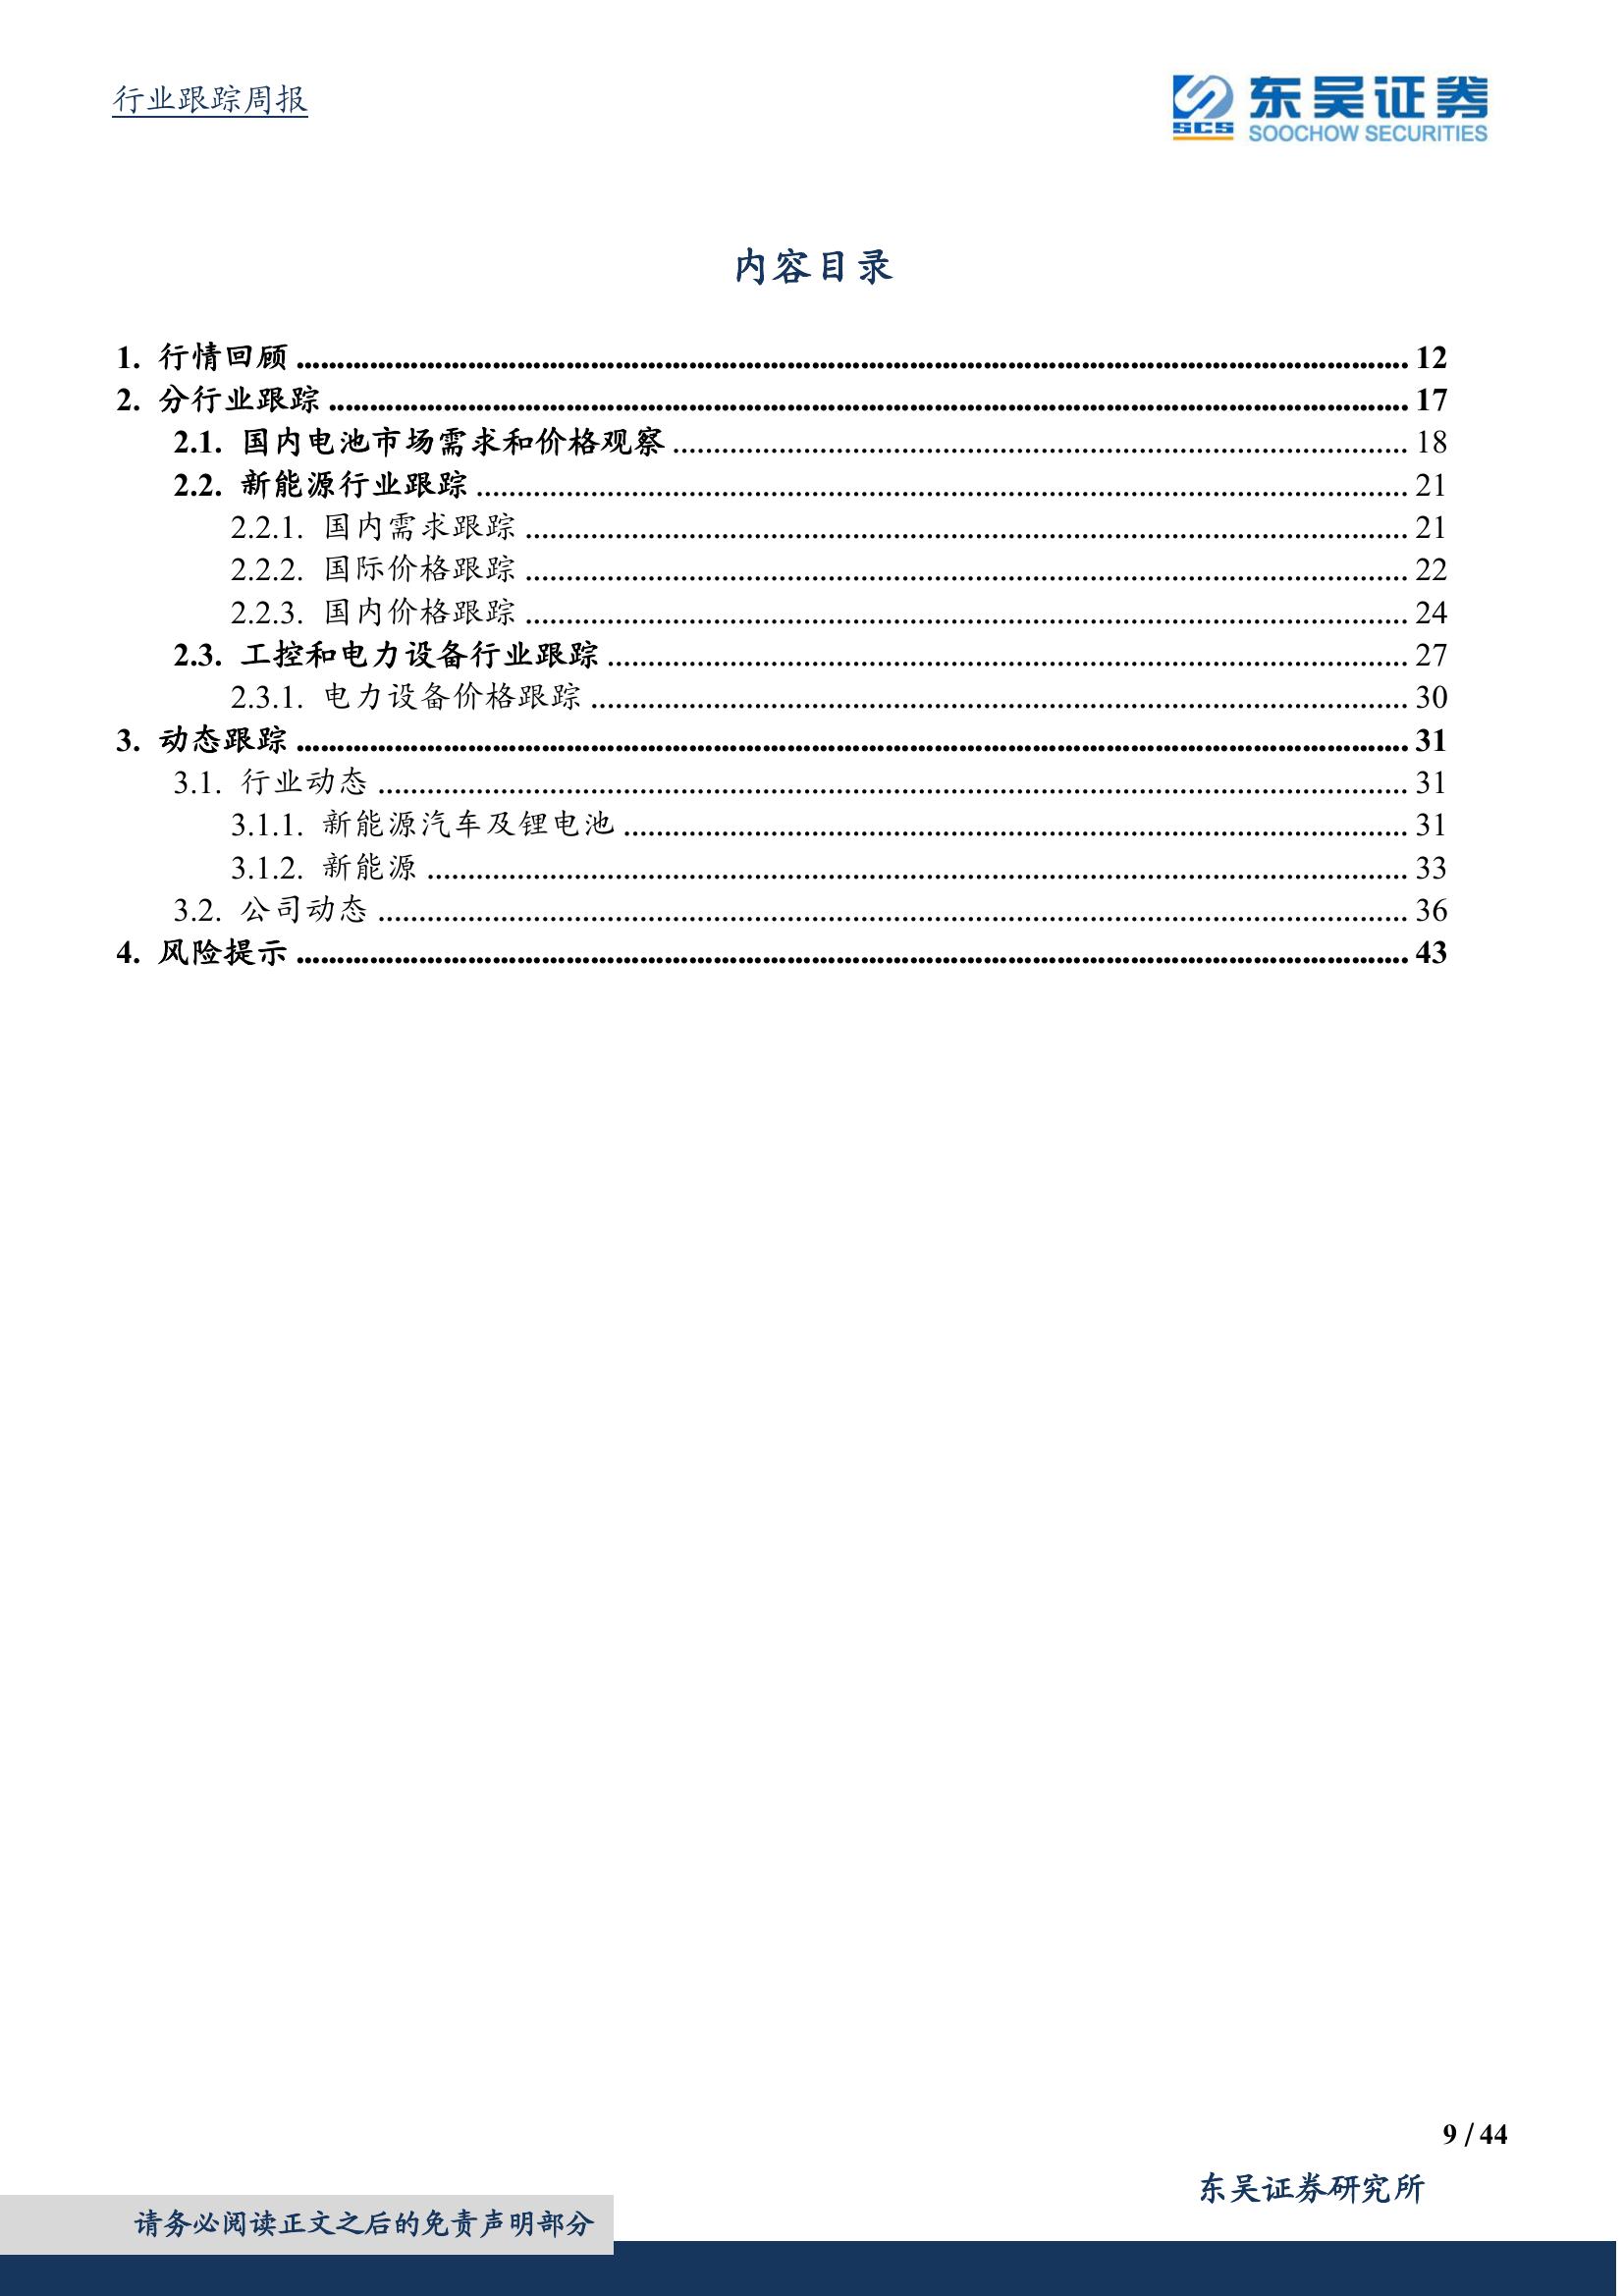 行业跟踪周报
SCS
东吴证券
SOOCHOW SECURITIES
内容目录
1. 行情回顾 ........................................ 12
2. 分行业跟踪 ........................................ 17
2.1. 国内电池市场需求和价格观察 ........................................ 18
2.2. 新能源行业跟踪 ........................................ 21
2.2.1. 国内需求跟踪 ........................................ 21
2.2.2. 国际价格跟踪 ........................................ 22
2.2.3. 国内价格跟踪 ........................................ 24
2.3. 工控和电力设备行业跟踪 ........................................ 27
2.3.1. 电力设备价格跟踪 ........................................ 30
3. 动态跟踪 ........................................ 31
3.1. 行业动态 ........................................ 31
3.1.1. 新能源汽车及锂电池 ........................................ 31
3.1.2. 新能源 ........................................ 33
3.2. 公司动态 ........................................ 36
4. 风险提示 ........................................ 43
9 / 44
东吴证券研究所
请务必阅读正文之后的免责声明部分